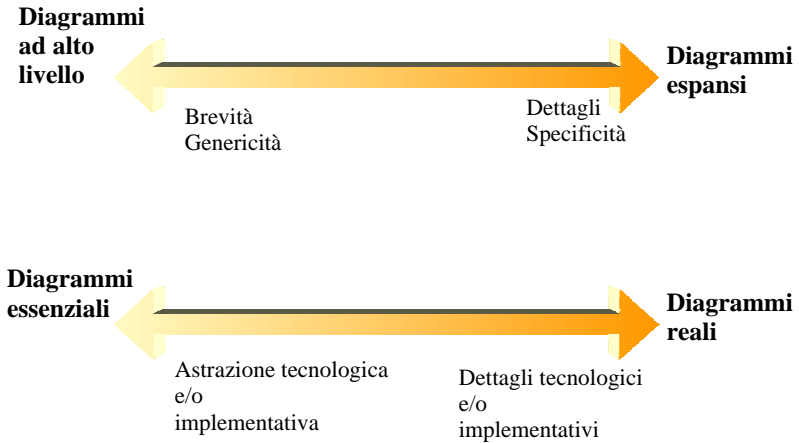 Diagrammi
ad alto
livello
Diagrammi
espansi
Brevità
Genericità
Dettagli
Specificità
Diagrammi
essenziali
Diagrammi
reali
Astrazione tecnologica
e/o
implementativa
Dettagli tecnologici
e/o
implementativi